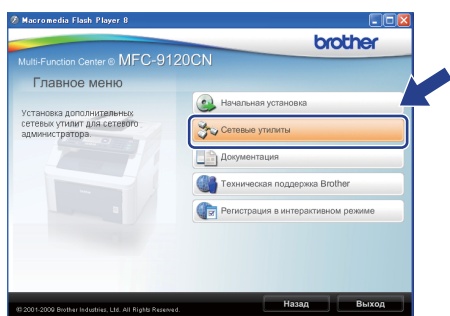 Macromedia Flash Player 8
brother
Multi-Function Center ® MFC-9120CN
Главное меню
Установка дополнительных
сетевых утилит для сетевого
администратора.
Начальная установка
Сетевые утилиты
Документация
Техническая поддержка Brother
Регистрация в интерактивном режиме
© 2001-2009 Brother Industries, Ltd. All Rights Reserved.
Назад
Выход